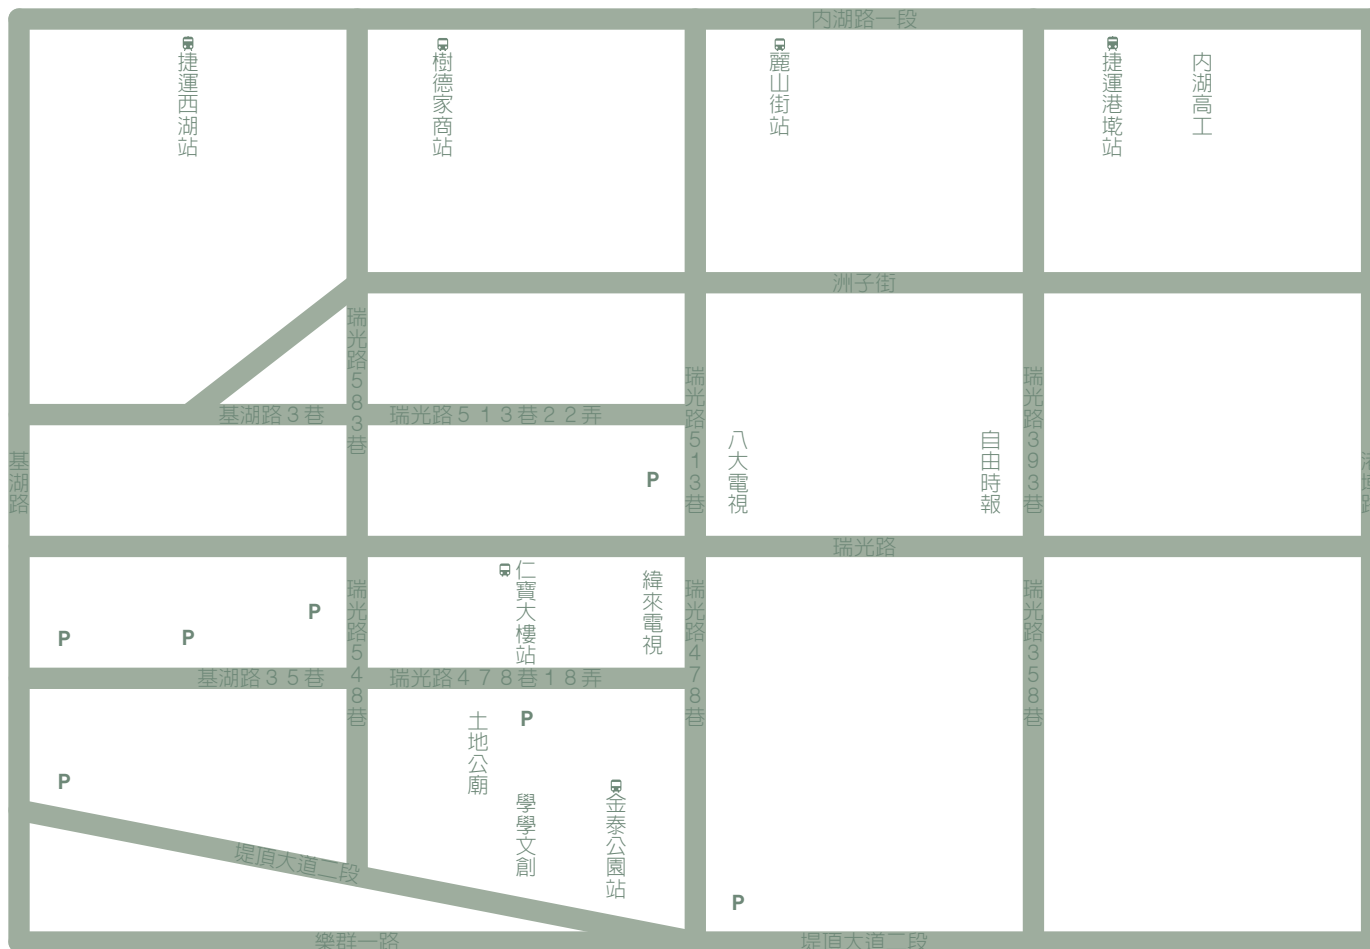 內湖路一段
捷運西湖站
樹德家商站
麗山街站
捷運港墘站
內湖高工
洲子街
瑞光路583巷
瑞光路513巷
瑞光路393巷
基湖路3巷
瑞光路513巷22弄
八大電視
自由時報
基湖路
P
瑞光路
仁寶大樓站
緯來電視
瑞光路548巷
瑞光路478巷
瑞光路358巷
P
P
P
基湖路35巷
瑞光路478巷18弄
土地公廟
P
P
學學文創
金泰公園站
堤頂大道二段
P
樂群一路
堤頂大道二段